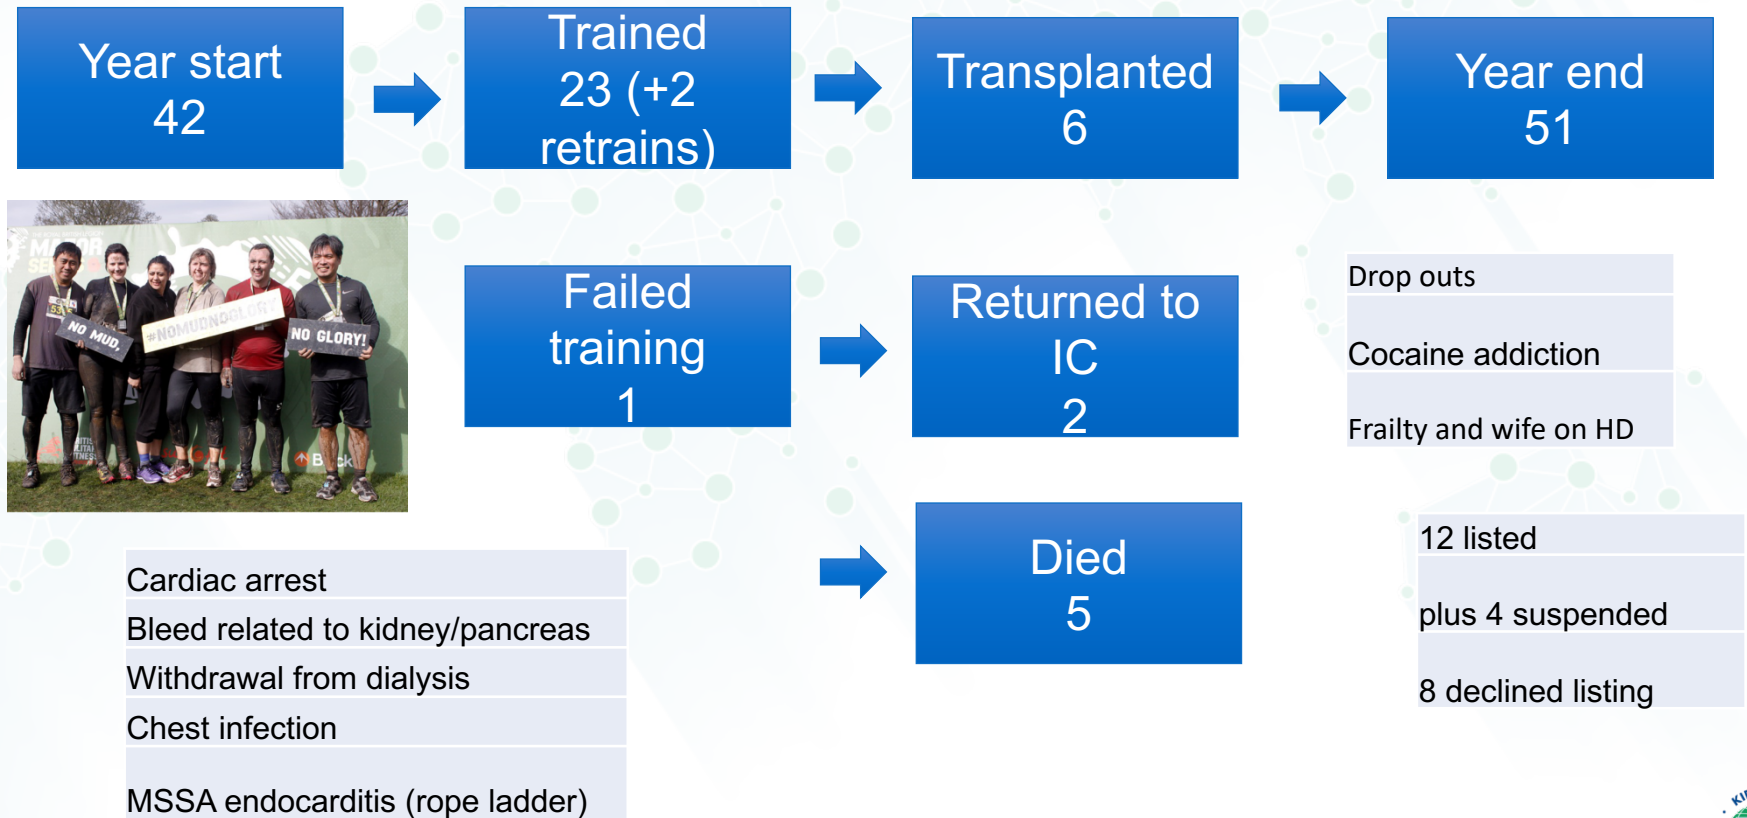 Year start
42
Trained
23 (+2
retrains)
Transplanted
6
Year end
51
NO MUD,
#NOMUDNOGLORY
NO GLORY!
Failed
training
1
Returned to
IC
2
Drop outs
Cocaine addiction
Frailty and wife on HD
Died
5
12 listed
plus 4 suspended
8 declined listing
Cardiac arrest
Bleed related to kidney/pancreas
Withdrawal from dialysis
Chest infection
MSSA endocarditis (rope ladder)